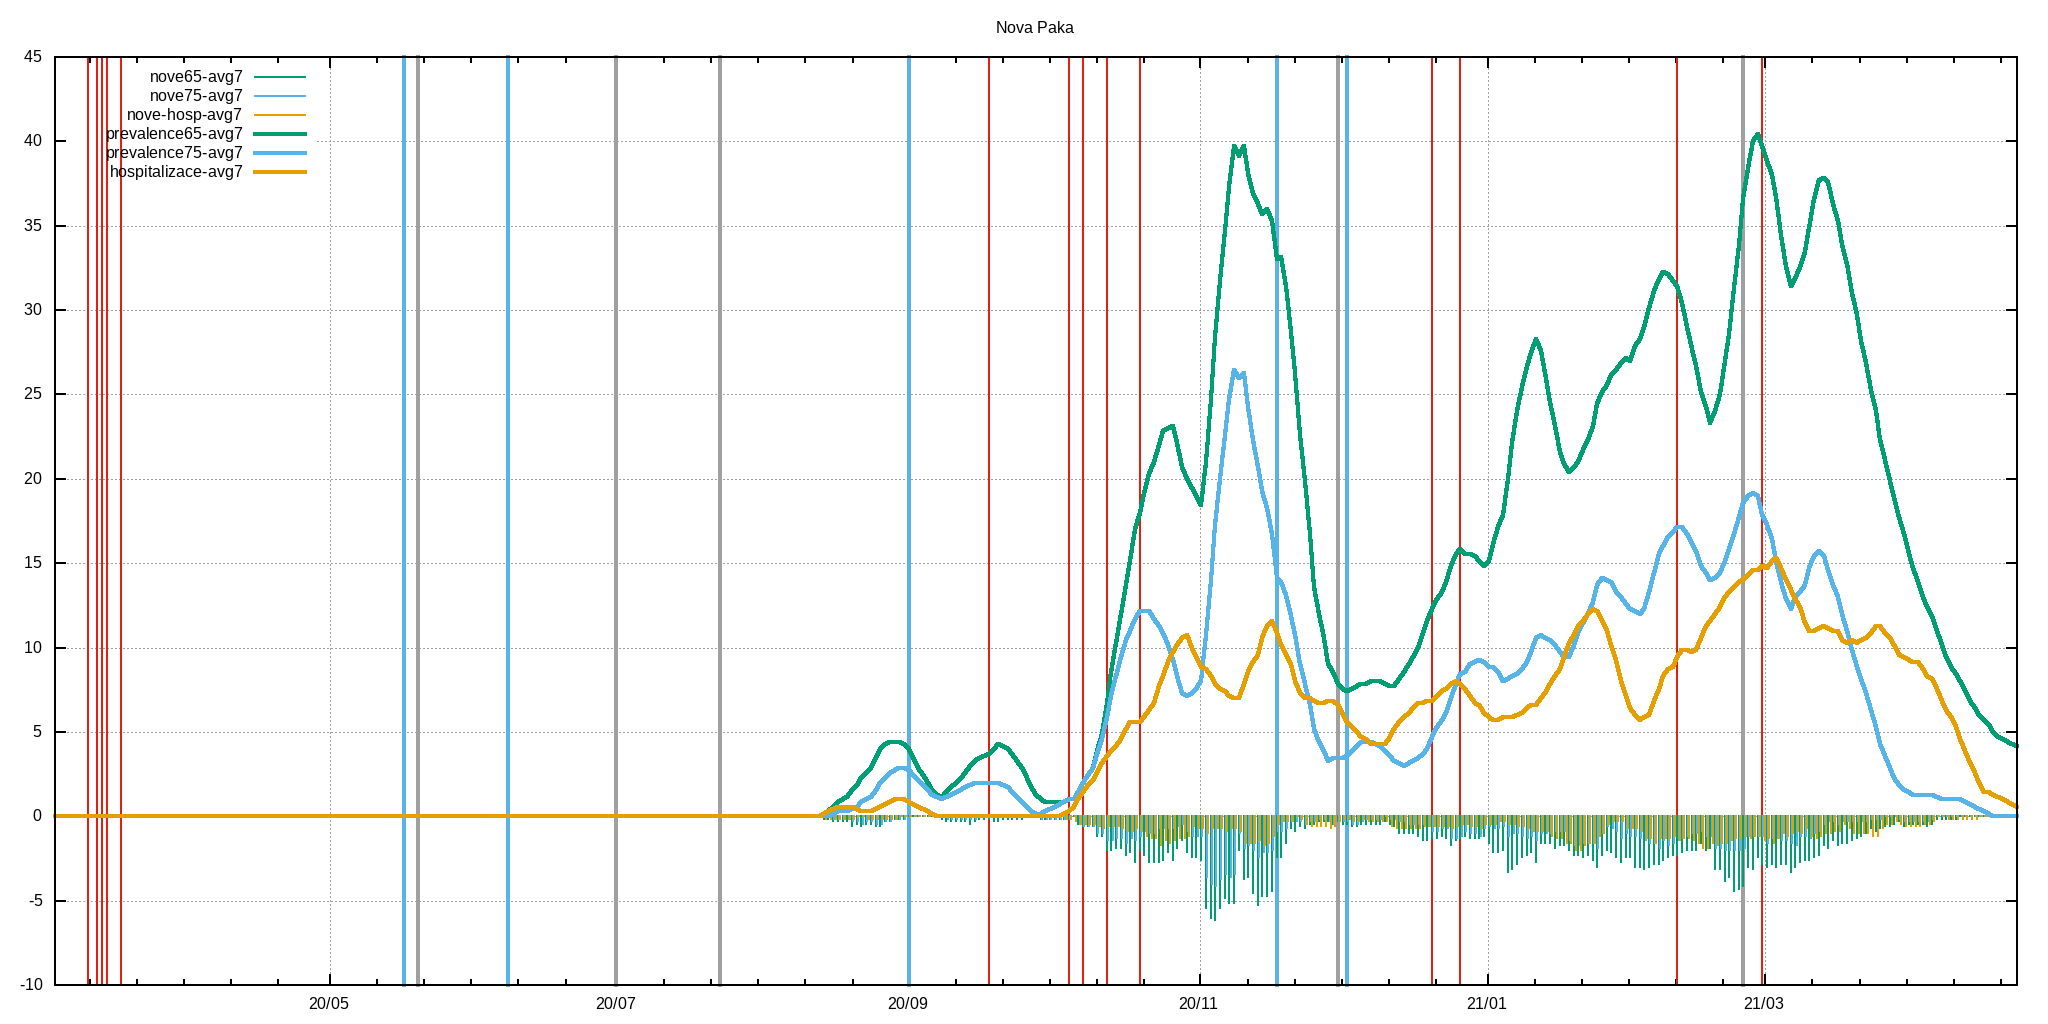 Nova Paka
45
40
35
30
25
20
15
10
5
0
-5
-10
nove65-avg7
nove75-avg7
nove-hosp-avg7
prevalence65-avg7
prevalence75-avg7
hospitalizace-avg7
20/05 20/07 20/09 20/11 21/01 21/03